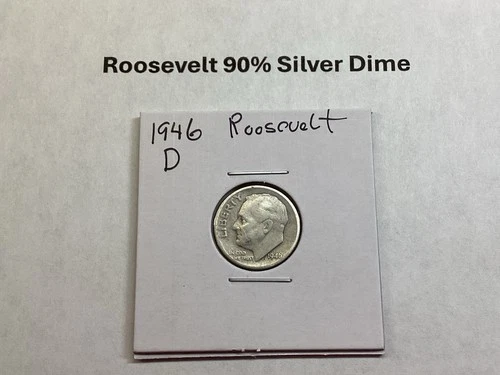 Roosevelt 90% Silver Dime
1946 Roosevelt
D
LIBERTY